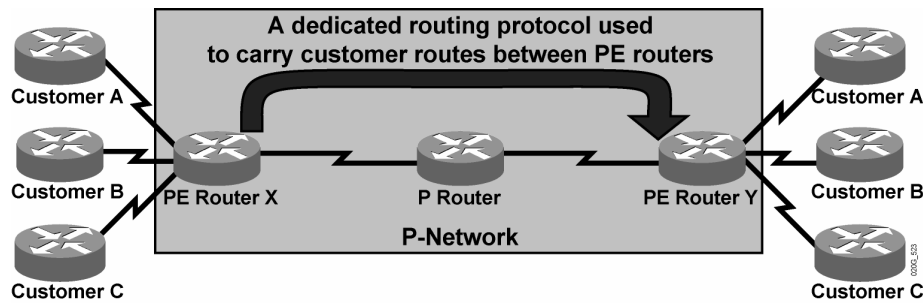 A dedicated routing protocol used
to carry customer routes between PE routers
Customer A
Customer B
Customer C
PE Router X
P Router
PE Router Y
P-Network
Customer A
Customer B
Customer C
020G_523